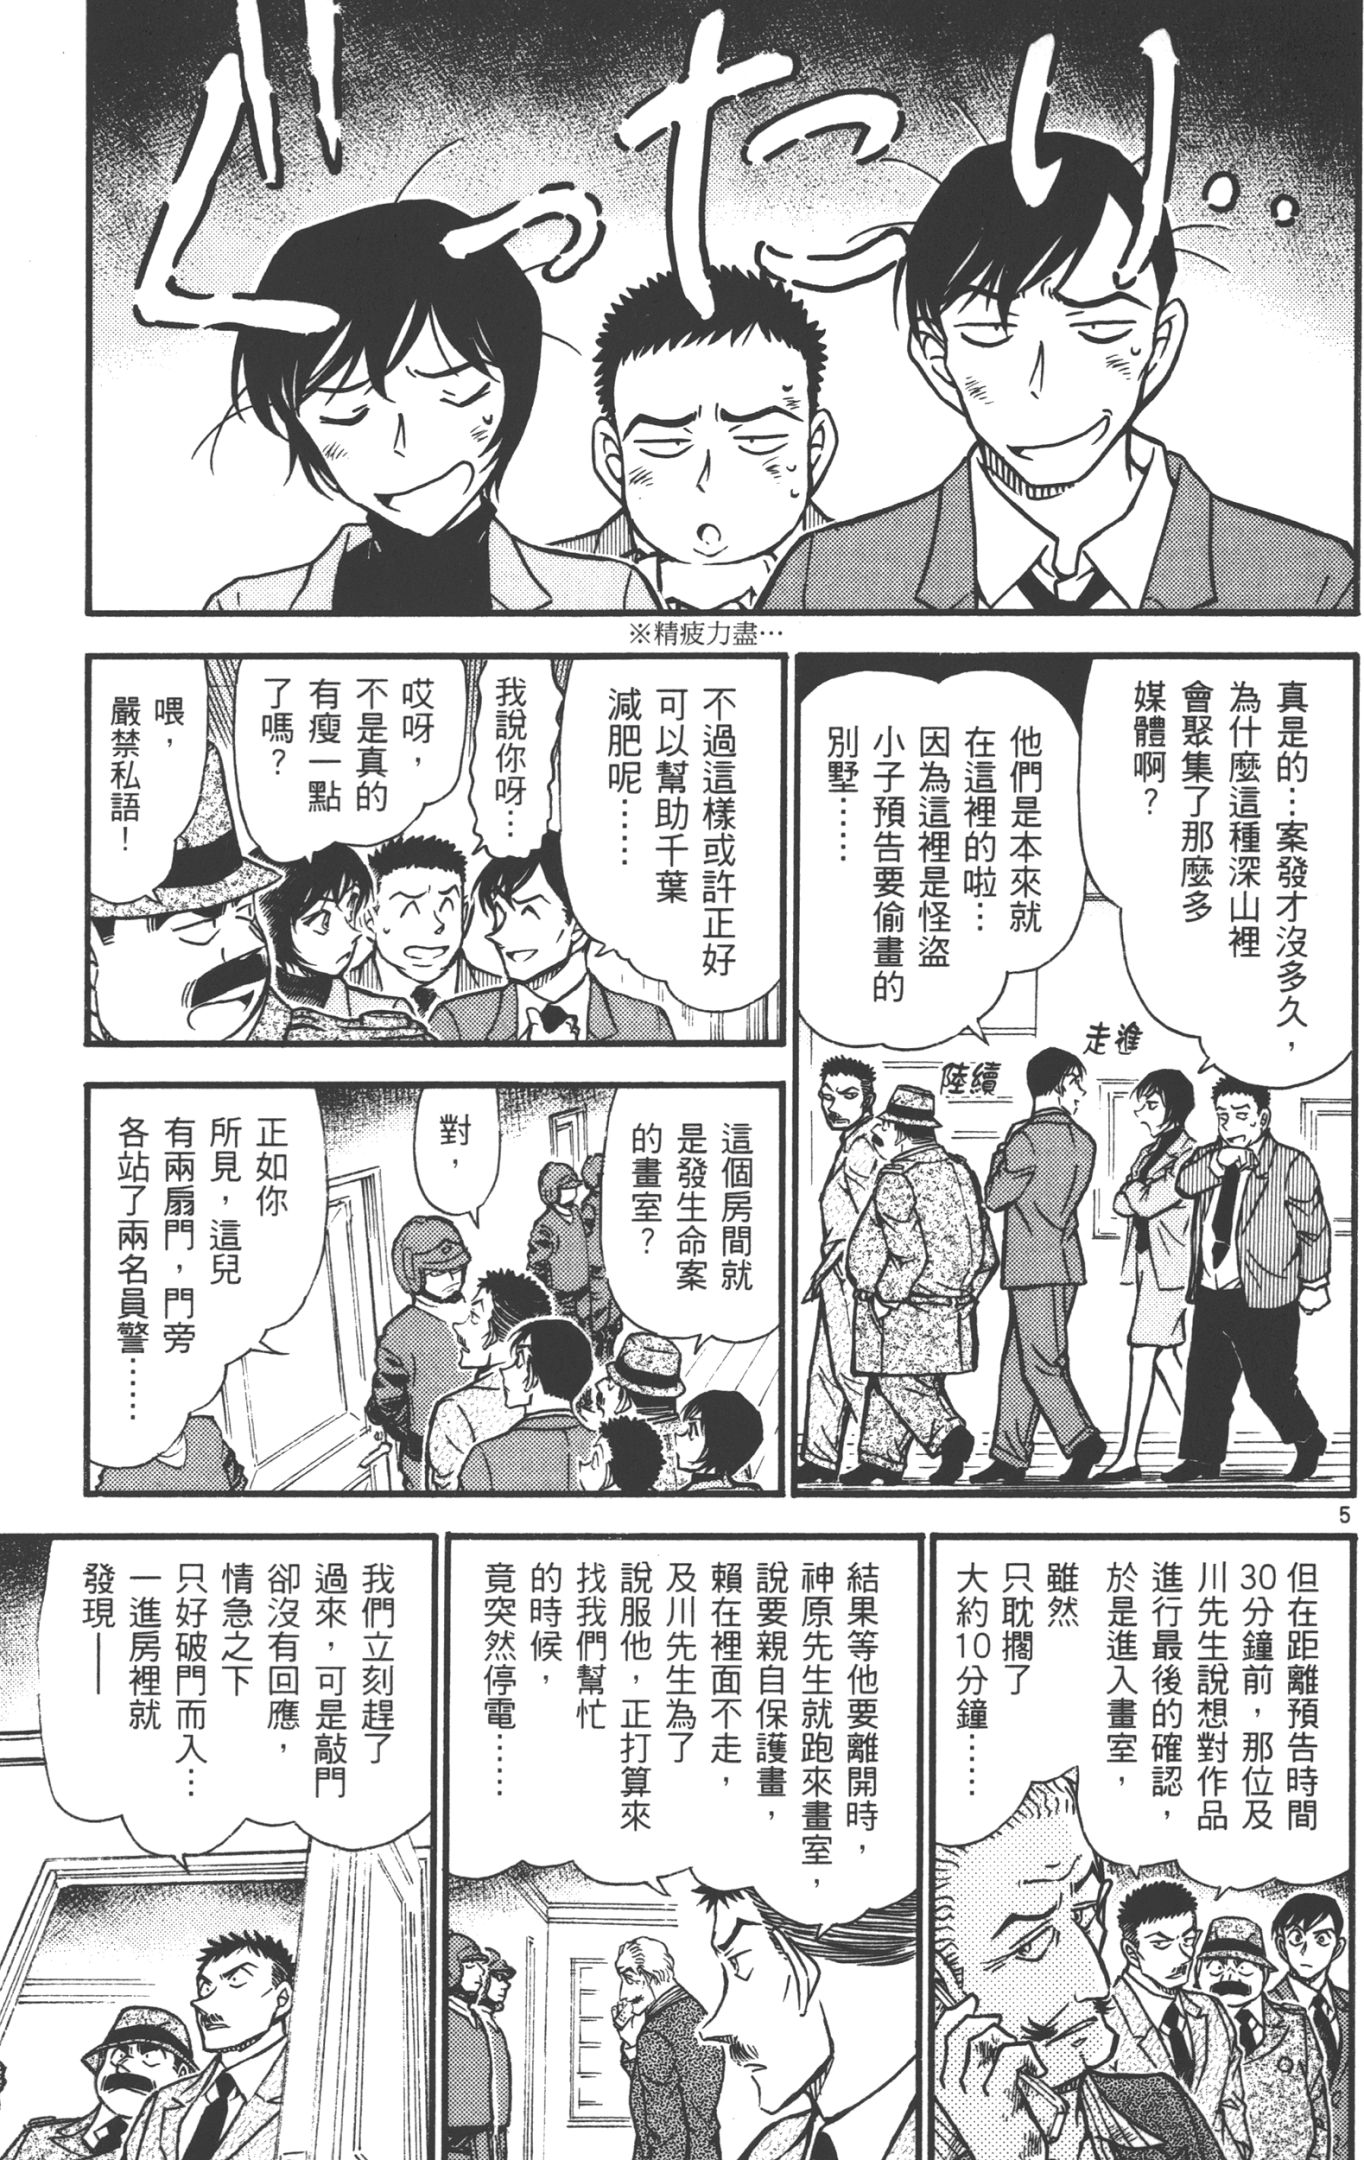 ぐったり…
※精疲力盡…
真是的…案發才沒多久，
為什麼這種深山裡
會聚集了那麼多
媒體啊？
他們是本來就
在這裡的啦…
因為這裡是怪盜
小子預告要偷畫的
別墅……
走進
陸續
不過這樣或許正好
可以幫助千葉
減肥呢……
我說你呀…
哎呀，
不是真的
有瘦一點
了嗎？
喂，
嚴禁私語！
這個房間就
是發生命案
的畫室？
對，
正如你
所見，這兒
有兩扇門，門旁
各站了兩名員警……
5
但在距離預告時間
30分鐘前，那位及
川先生說想對作品
進行最後的確認，
於是進入畫室，
雖然
只耽擱了
大約10分鐘……
結果等他要離開時，
神原先生就跑來畫室，
說要親自保護畫，
賴在裡面不走，
及川先生為了
說服他，正打算來
找我們幫忙
的時候，
竟突然停電……
我們立刻趕了
過來，可是敲門
卻沒有回應，
情急之下
只好破門而入…
一進房裡就
發現——